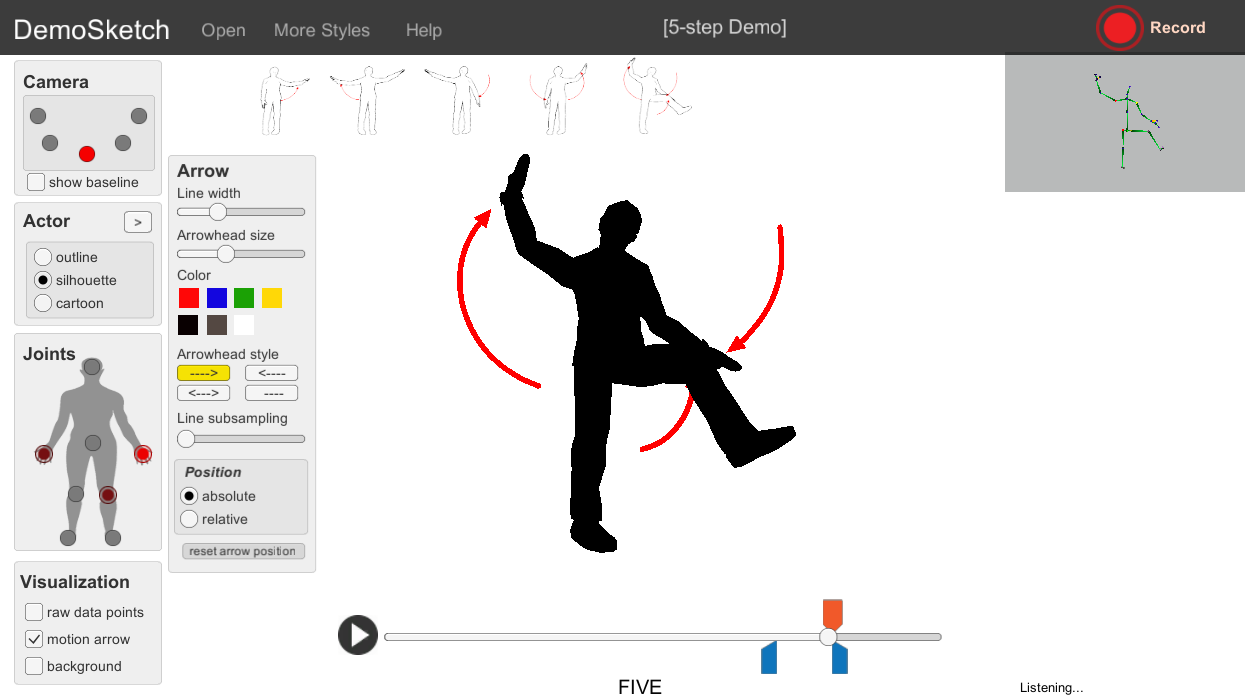 DemoSketch Open More Styles Help [5-step Demo] Record
Camera
show baseline
Actor >
outline
silhouette
cartoon
Joints
Visualization
raw data points
motion arrow
background
Arrow
Line width
Arrowhead size
Color
Arrowhead style
----> <----
<---> ----
Line subsampling
Position
absolute
relative
reset arrow position
FIVE
Listening...